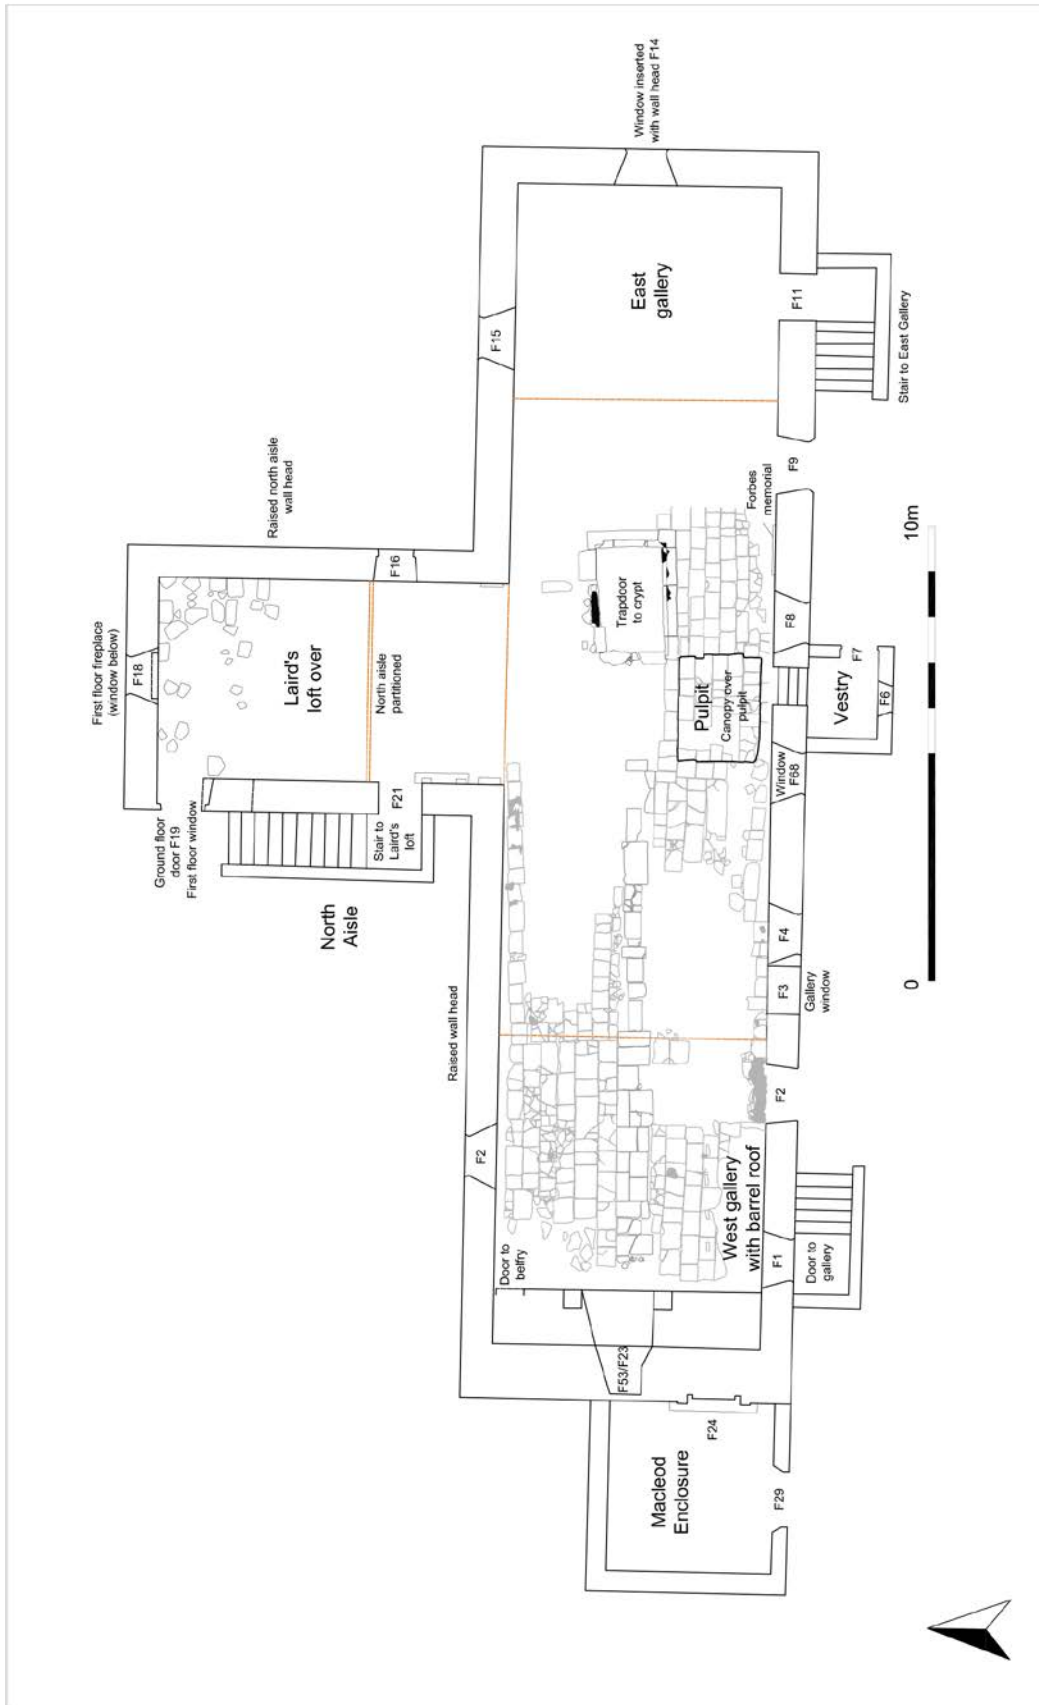 Window inserted
with wall head F14
East
gallery
F15
F11
Stair to East Gallery
Raised north aisle
wall head
F16
F9
Forbes
memorial
10m
First floor fireplace
(window below)
F18
Laird's
loft over
North aisle
partitioned
Trapdoor
to crypt
F8
F7
Pulpit
Canopy over
pulpit
Vestry
F6
Window
F68
Ground floor
door F19
First floor window
F21
Stair to
Laird's
loft
North
Aisle
F4
F3
Gallery
window
0
Raised wall head
F2
F2
West gallery
with barrel roof
Door to
belfry
F1
Door to
gallery
F53/F23
F24
Macleod
Enclosure
F29